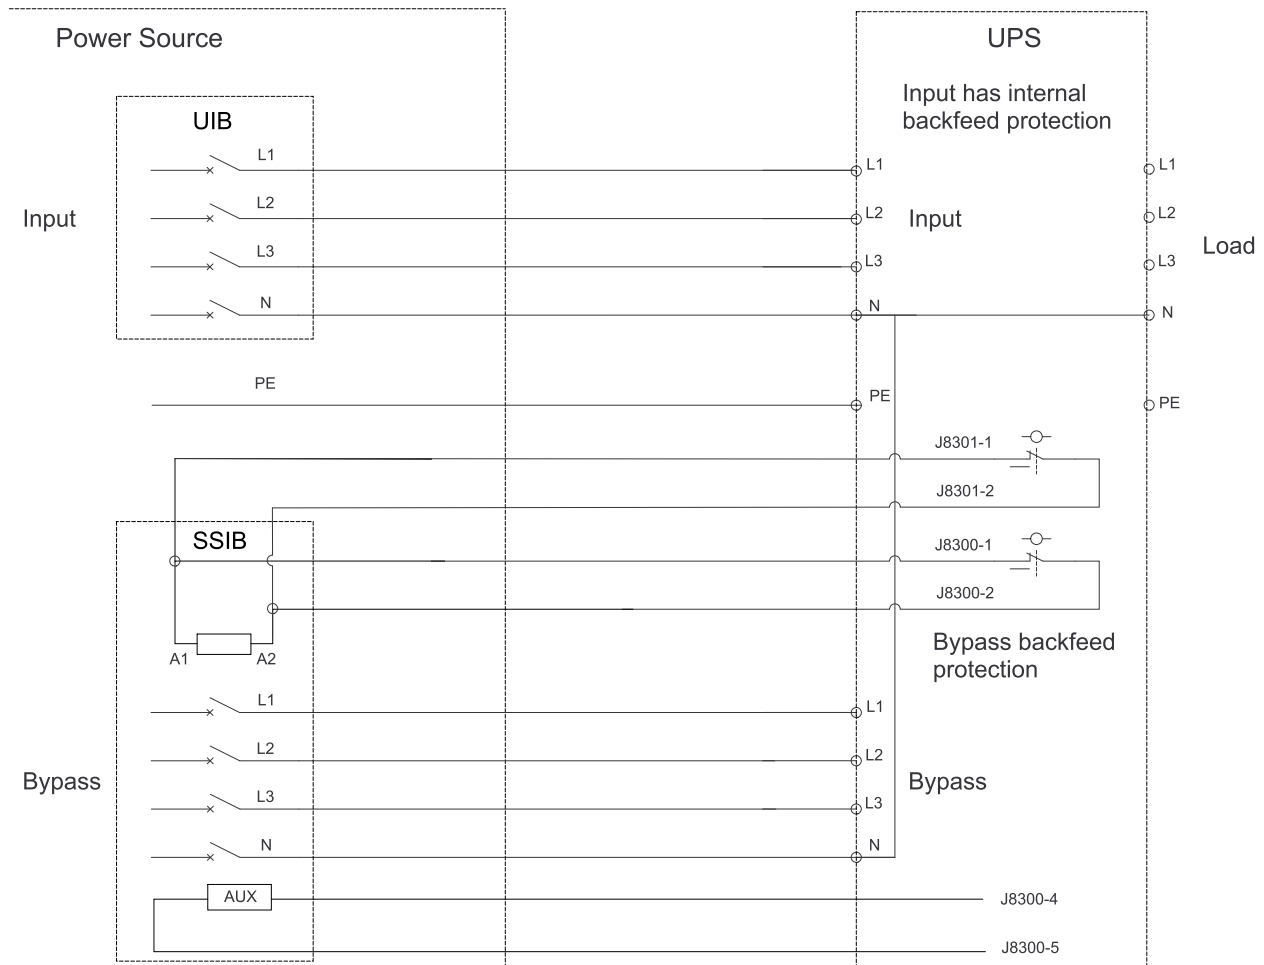 Power Source
UPS
Input has internal
backfeed protection
UIB
L1
L1
L1
L2
L2
L2
Input
Input
L3
L3
L3
Load
N
N
N
PE
PE
PE
J8301-1
J8301-2
SSIB
J8300-1
J8300-2
A1
A2
Bypass backfeed
protection
L1
L1
L2
L2
Bypass
Bypass
L3
L3
N
N
AUX
J8300-4
J8300-5